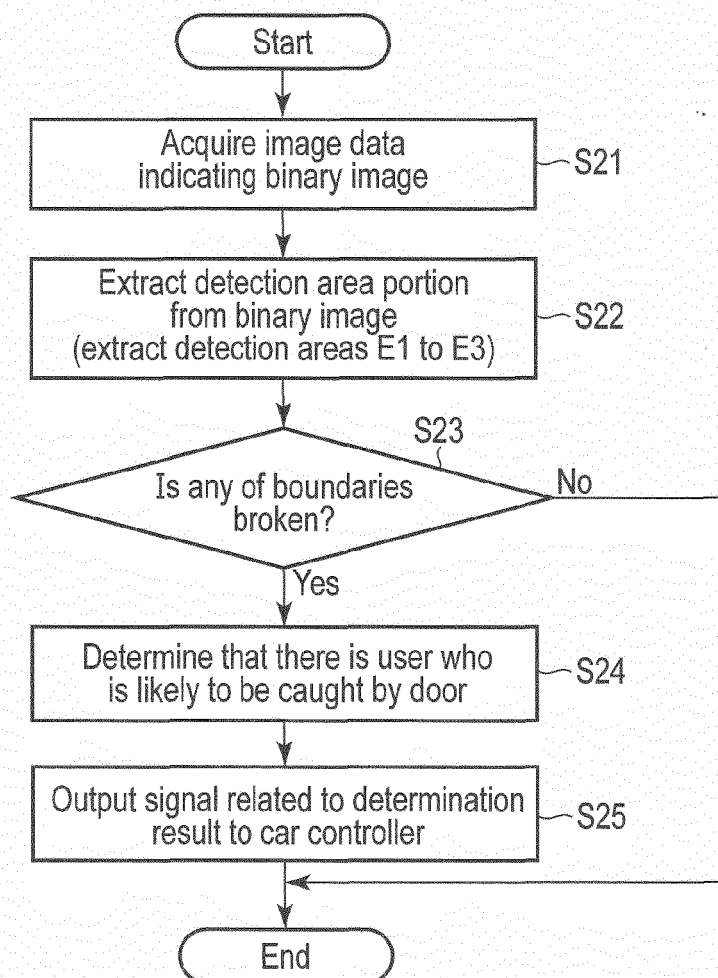 Start
Acquire image data
indicating binary image
S21
Extract detection area portion
from binary image
(extract detection areas E1 to E3)
S22
S23
Is any of boundaries
broken?
No
Yes
Determine that there is user who
is likely to be caught by door
S24
Output signal related to determination
result to car controller
S25
End